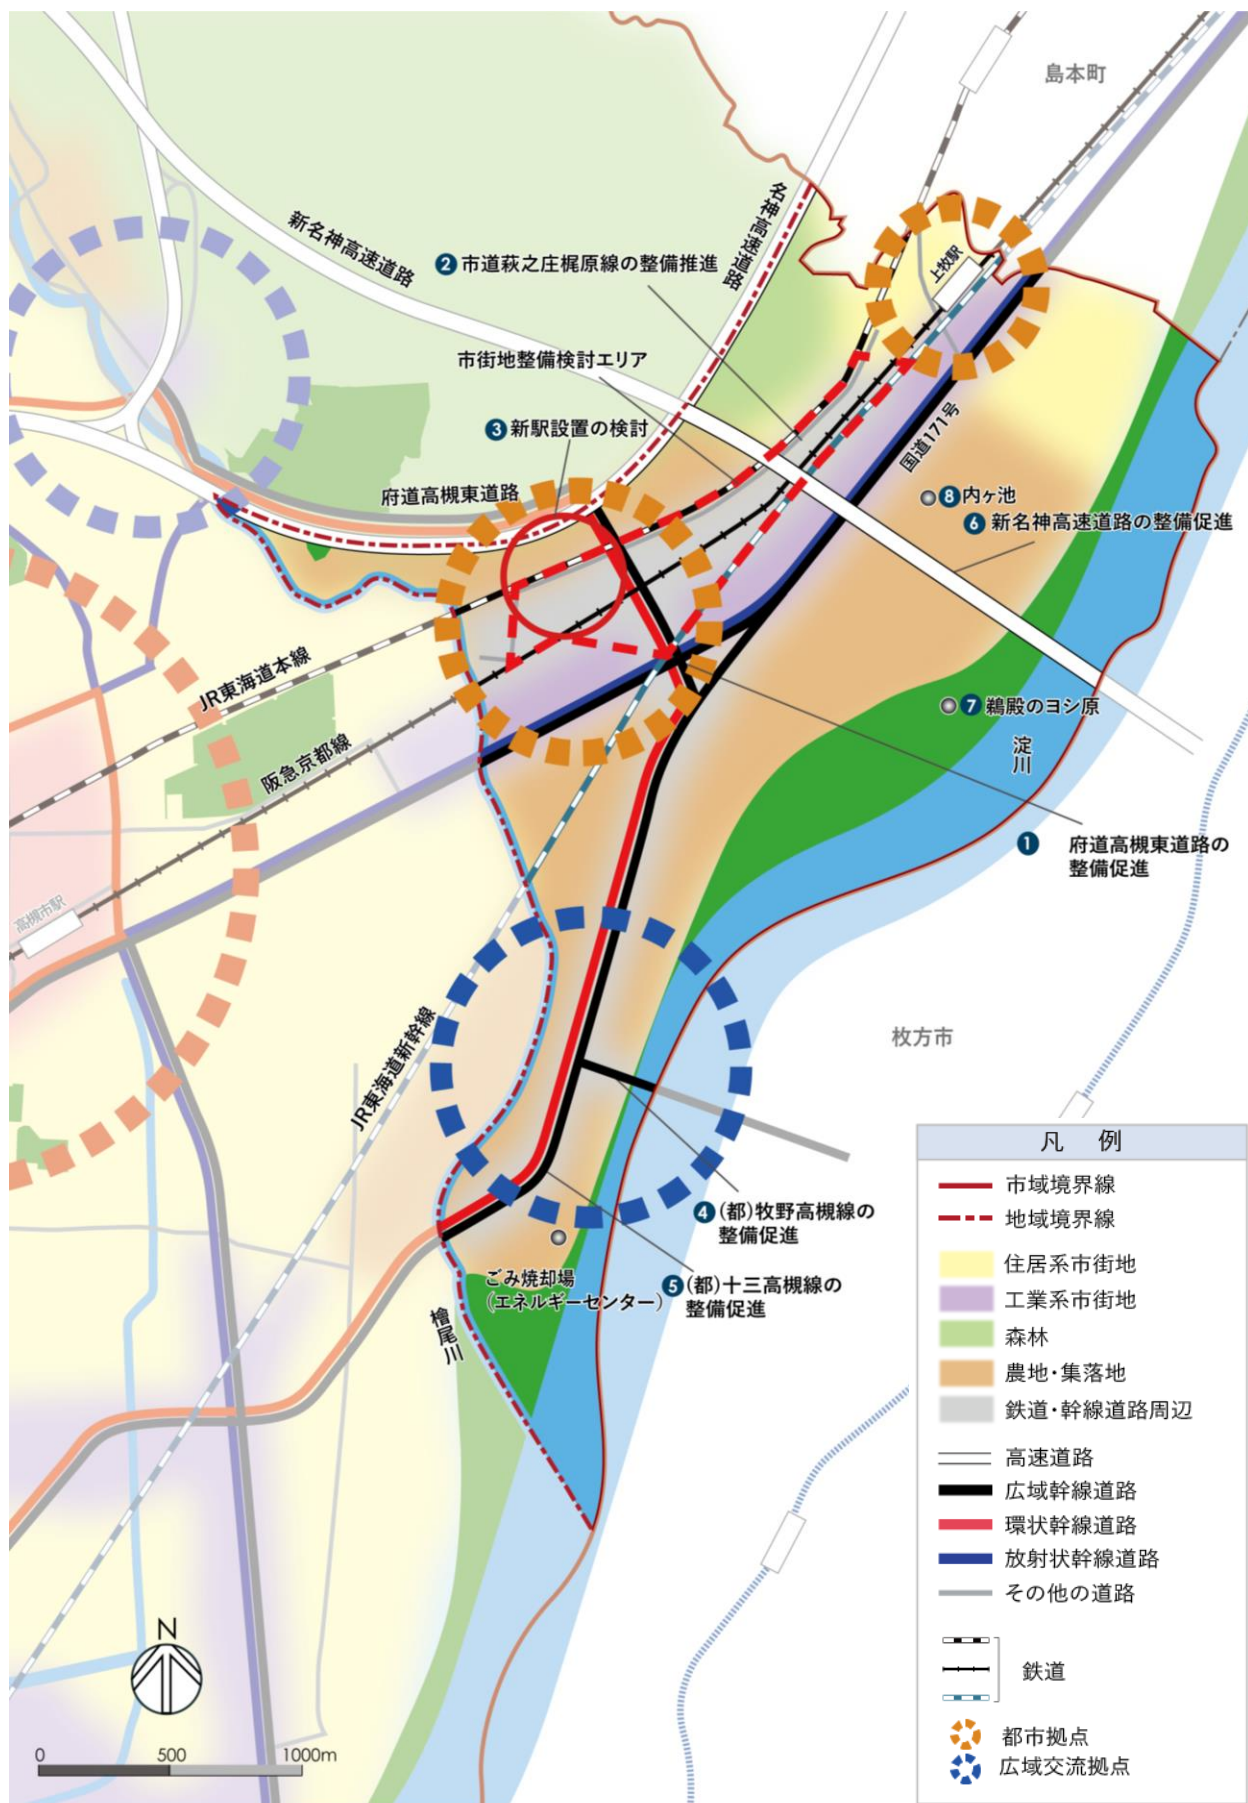 島本町
名神高速道路
新名神高速道路
❷市道萩之庄梶原線の整備推進
上牧駅
市街地整備検討エリア
❸新駅設置の検討
国道171号
府道高槻東道路
❽内ヶ池
❻新名神高速道路の整備促進
JR東海道本線
❼鵜殿のヨシ原
阪急京都線
淀川
❶府道高槻東道路の
整備促進
高槻市駅
JR東海道新幹線
枚方市
❹(都)牧野高槻線の
整備促進
ごみ焼却場
(エネルギーセンター)
❺(都)十三高槻線の
整備促進
檜尾川
凡 例
市域境界線
地域境界線
住居系市街地
工業系市街地
森林
農地・集落地
鉄道・幹線道路周辺
高速道路
広域幹線道路
環状幹線道路
放射状幹線道路
その他の道路
鉄道
都市拠点
広域交流拠点
N
0 500 1000m